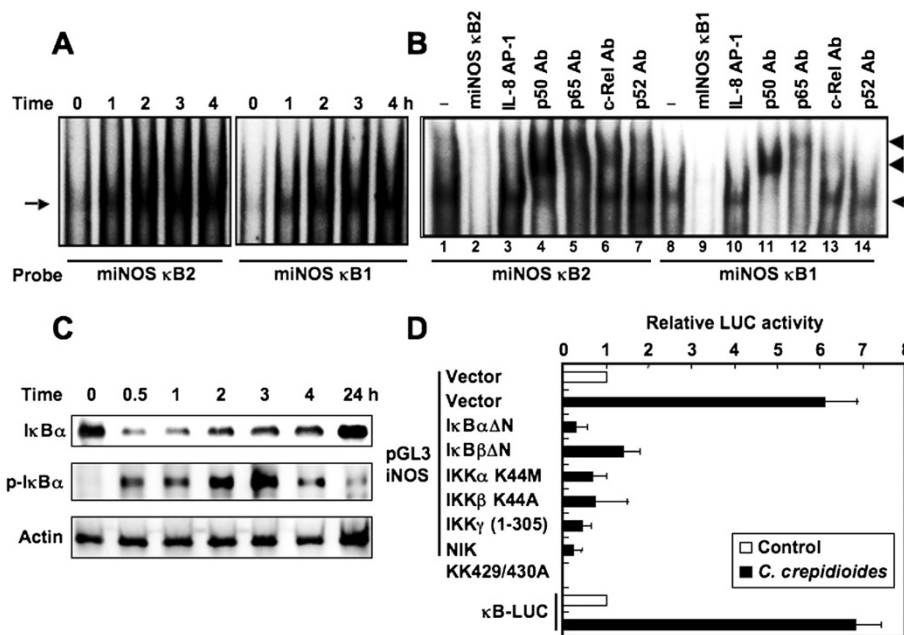 A
Time 0 1 2 3 4 0 1 2 3 4 h
Probe miNOS κB2 miNOS κB1
B
– miNOS κB2 IL-8 AP-1 p50 Ab p65 Ab c-Rel Ab p52 Ab – miNOS κB1 IL-8 AP-1 p50 Ab p65 Ab c-Rel Ab p52 Ab
1 2 3 4 5 6 7 8 9 10 11 12 13 14
miNOS κB2 miNOS κB1
C
Time 0 0.5 1 2 3 4 24 h
IκBα
p-IκBα
Actin
D
Relative LUC activity
0 1 2 3 4 5 6 7 8
pGL3
iNOS
Vector
Vector
IκBαΔN
IκBβΔN
IKKα K44M
IKKβ K44A
IKKγ (1-305)
NIK
KK429/430A
κB-LUC
Control
C. crepidioides